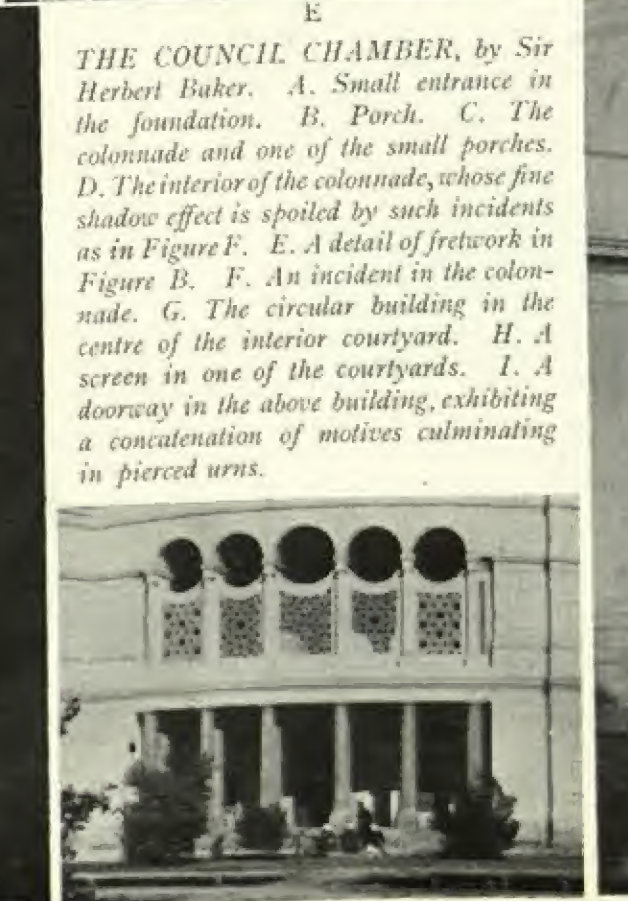 E
THE COUNCIL CHAMBER, by Sir
Herbert Baker. A. Small entrance in
the foundation. B. Porch. C. The
colonnade and one of the small porches.
D. The interior of the colonnade, whose fine
shadow effect is spoiled by such incidents
as in Figure F. E. A detail of fretwork in
Figure B. F. An incident in the colon-
nade. G. The circular building in the
centre of the interior courtyard. H. A
screen in one of the courtyards. I. A
doorway in the above building, exhibiting
a concatenation of motives culminating
in pierced urns.